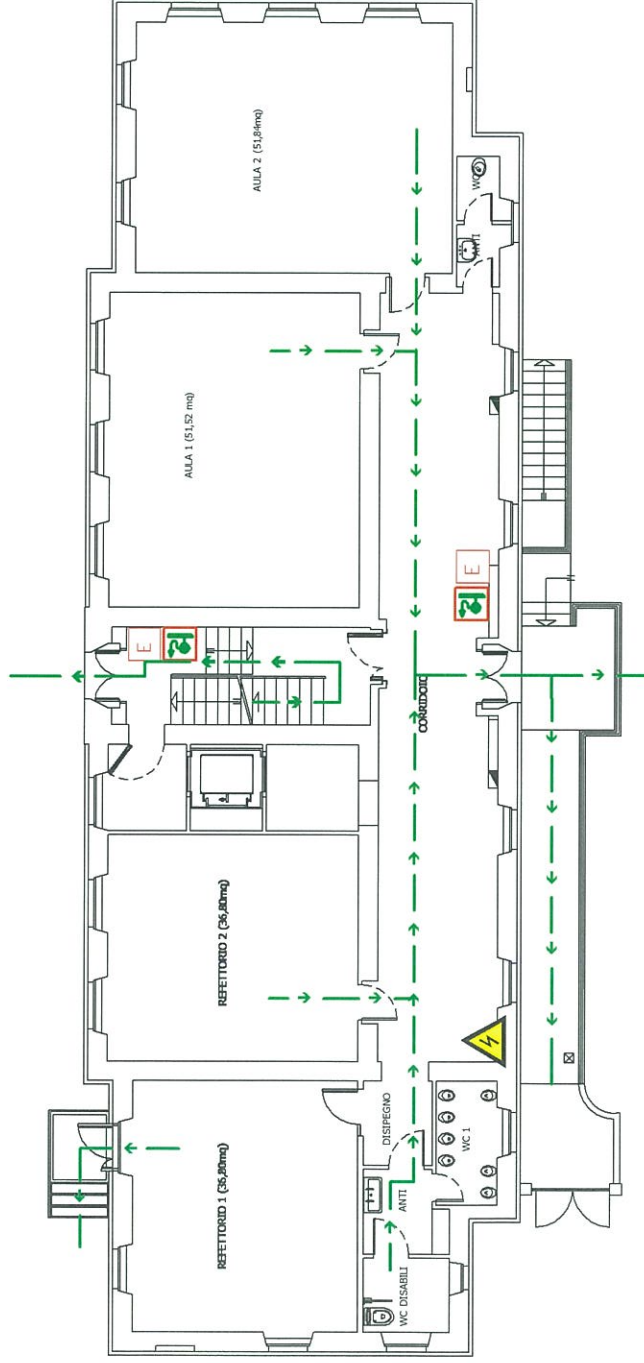 REFETTORIO 1 (36,80mq)
WC DISABILI
ANTI
WC 1
DISIPEGNO
REFETTORIO 2 (36,80mq)
CORRIDOIO
E
E
AULA 1 (51,52 mq)
AULA 2 (51,84mq)
ANTI
WC